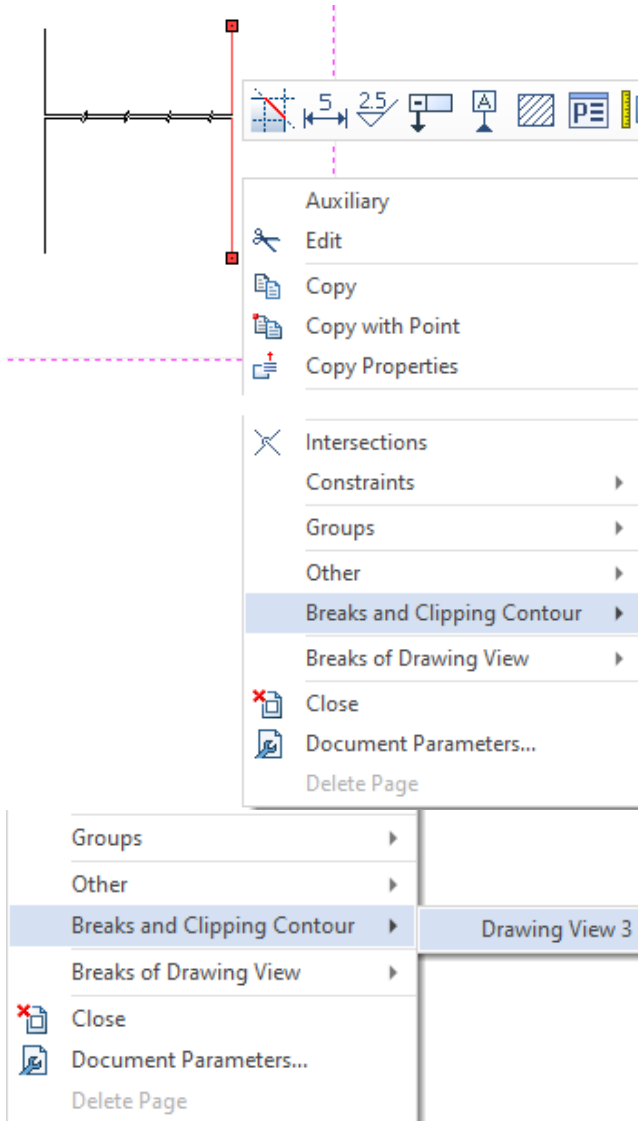 5
2.5
A
PE
Auxiliary
Edit
Copy
Copy with Point
Copy Properties
Intersections
Constraints
Groups
Other
Breaks and Clipping Contour
Breaks of Drawing View
Close
Document Parameters...
Delete Page
Groups
Other
Breaks and Clipping Contour
Drawing View 3
Breaks of Drawing View
Close
Document Parameters...
Delete Page